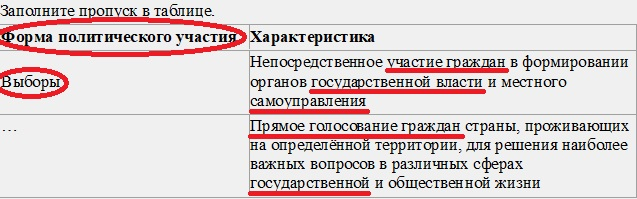 Заполните пропуск в таблице.
Форма политического участия Характеристика
Выборы
Непосредственное участие граждан в формировании
органов государственной власти и местного
самоуправления
…
Прямое голосование граждан страны, проживающих
на определённой территории, для решения наиболее
важных вопросов в различных сферах
государственной и общественной жизни